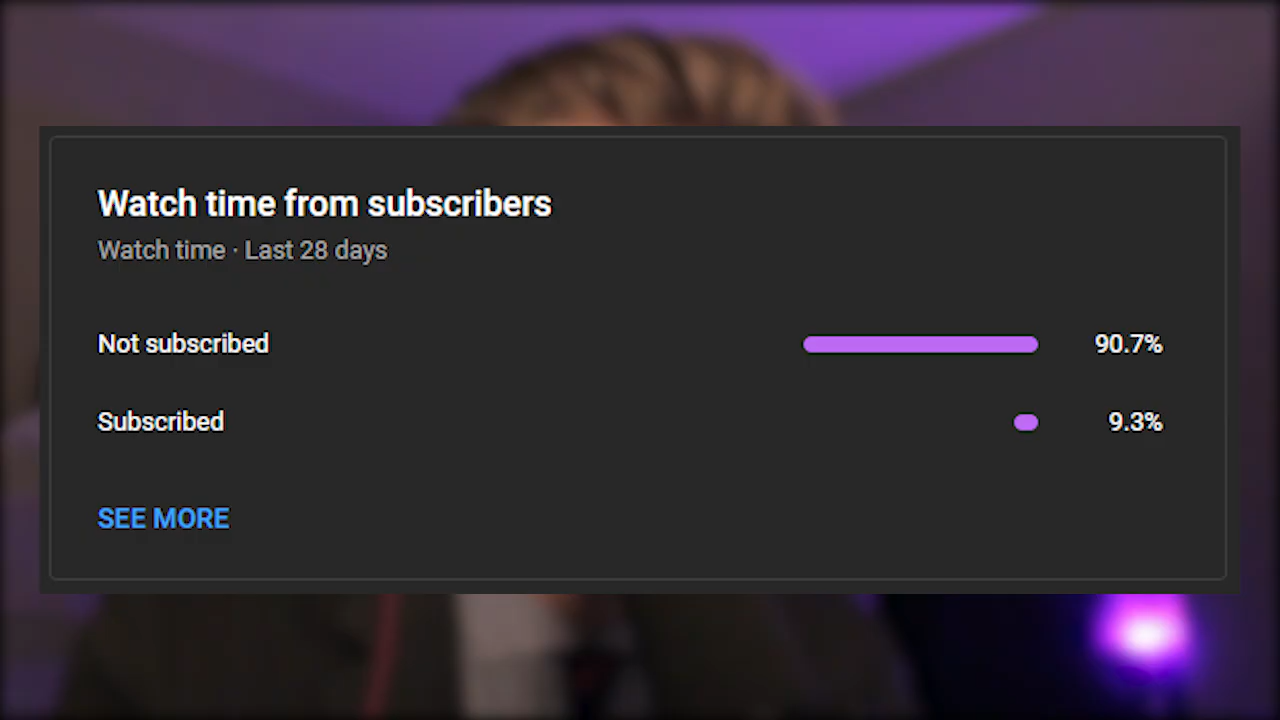 Watch time from subscribers
Watch time · Last 28 days
Not subscribed 90.7%
Subscribed 9.3%
SEE MORE